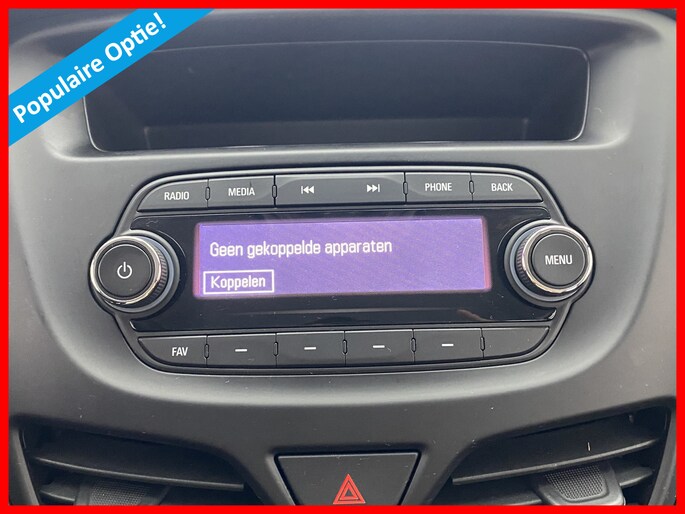 Populaire Optie!
RADIO MEDIA PHONE BACK
Geen gekoppelde apparaten
Koppelen
MENU
FAV